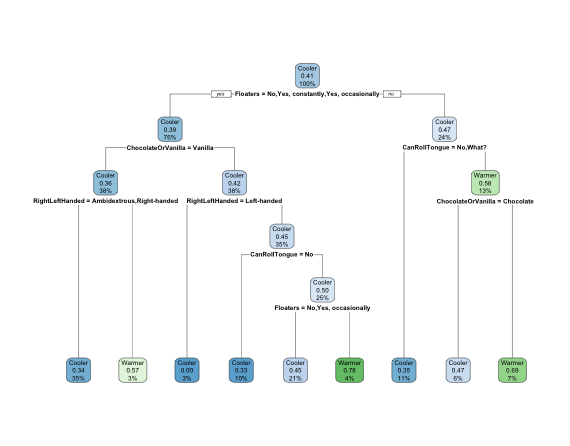 Cooler
0.41
100%
yes Floaters = No,Yes, constantly,Yes, occasionally no
Cooler
0.39
76%
Cooler
0.47
24%
ChocolateOrVanilla = Vanilla
CanRollTongue = No,What?
Cooler
0.36
38%
Cooler
0.42
38%
Warmer
0.58
13%
RightLeftHanded = Ambidextrous,Right-handed
RightLeftHanded = Left-handed
ChocolateOrVanilla = Chocolate
Cooler
0.45
35%
CanRollTongue = No
Cooler
0.50
25%
Floaters = No,Yes, occasionally
Cooler
0.34
35%
Warmer
0.57
3%
Cooler
0.00
3%
Cooler
0.33
10%
Cooler
0.45
21%
Warmer
0.78
4%
Cooler
0.35
11%
Cooler
0.47
6%
Warmer
0.69
7%